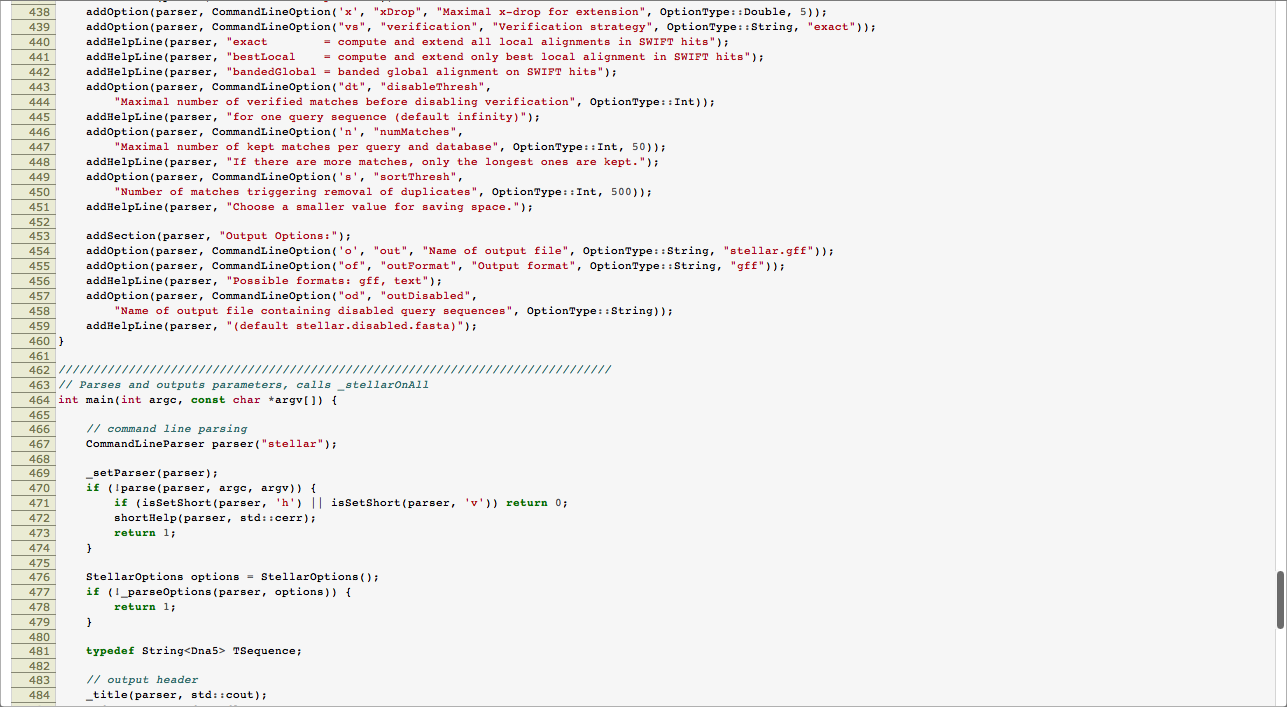 438     addOption(parser, CommandLineOption('x', "xDrop", "Maximal x-drop for extension", OptionType::Double, 5));
439     addOption(parser, CommandLineOption("vs", "verification", "Verification strategy", OptionType::String, "exact"));
440     addHelpLine(parser, "exact        = compute and extend all local alignments in SWIFT hits");
441     addHelpLine(parser, "bestLocal    = compute and extend only best local alignment in SWIFT hits");
442     addHelpLine(parser, "bandedGlobal = banded global alignment on SWIFT hits");
443     addOption(parser, CommandLineOption("dt", "disableThresh",
444         "Maximal number of verified matches before disabling verification", OptionType::Int));
445     addHelpLine(parser, "for one query sequence (default infinity)");
446     addOption(parser, CommandLineOption('n', "numMatches",
447         "Maximal number of kept matches per query and database", OptionType::Int, 50));
448     addHelpLine(parser, "If there are more matches, only the longest ones are kept.");
449     addOption(parser, CommandLineOption('s', "sortThresh",
450         "Number of matches triggering removal of duplicates", OptionType::Int, 500));
451     addHelpLine(parser, "Choose a smaller value for saving space.");
452
453     addSection(parser, "Output Options:");
454     addOption(parser, CommandLineOption('o', "out", "Name of output file", OptionType::String, "stellar.gff"));
455     addOption(parser, CommandLineOption("of", "outFormat", "Output format", OptionType::String, "gff"));
456     addHelpLine(parser, "Possible formats: gff, text");
457     addOption(parser, CommandLineOption("od", "outDisabled",
458         "Name of output file containing disabled query sequences", OptionType::String));
459     addHelpLine(parser, "(default stellar.disabled.fasta)");
460 }
461
462 ///////////////////////////////////////////////////////////////////////////////
463 // Parses and outputs parameters, calls _stellarOnAll
464 int main(int argc, const char *argv[]) {
465
466     // command line parsing
467     CommandLineParser parser("stellar");
468
469     _setParser(parser);
470     if (!parse(parser, argc, argv)) {
471         if (isSetShort(parser, 'h') || isSetShort(parser, 'v')) return 0;
472         shortHelp(parser, std::cerr);
473         return 1;
474     }
475
476     StellarOptions options = StellarOptions();
477     if (!_parseOptions(parser, options)) {
478         return 1;
479     }
480
481     typedef String<Dna5> TSequence;
482
483     // output header
484     _title(parser, std::cout);